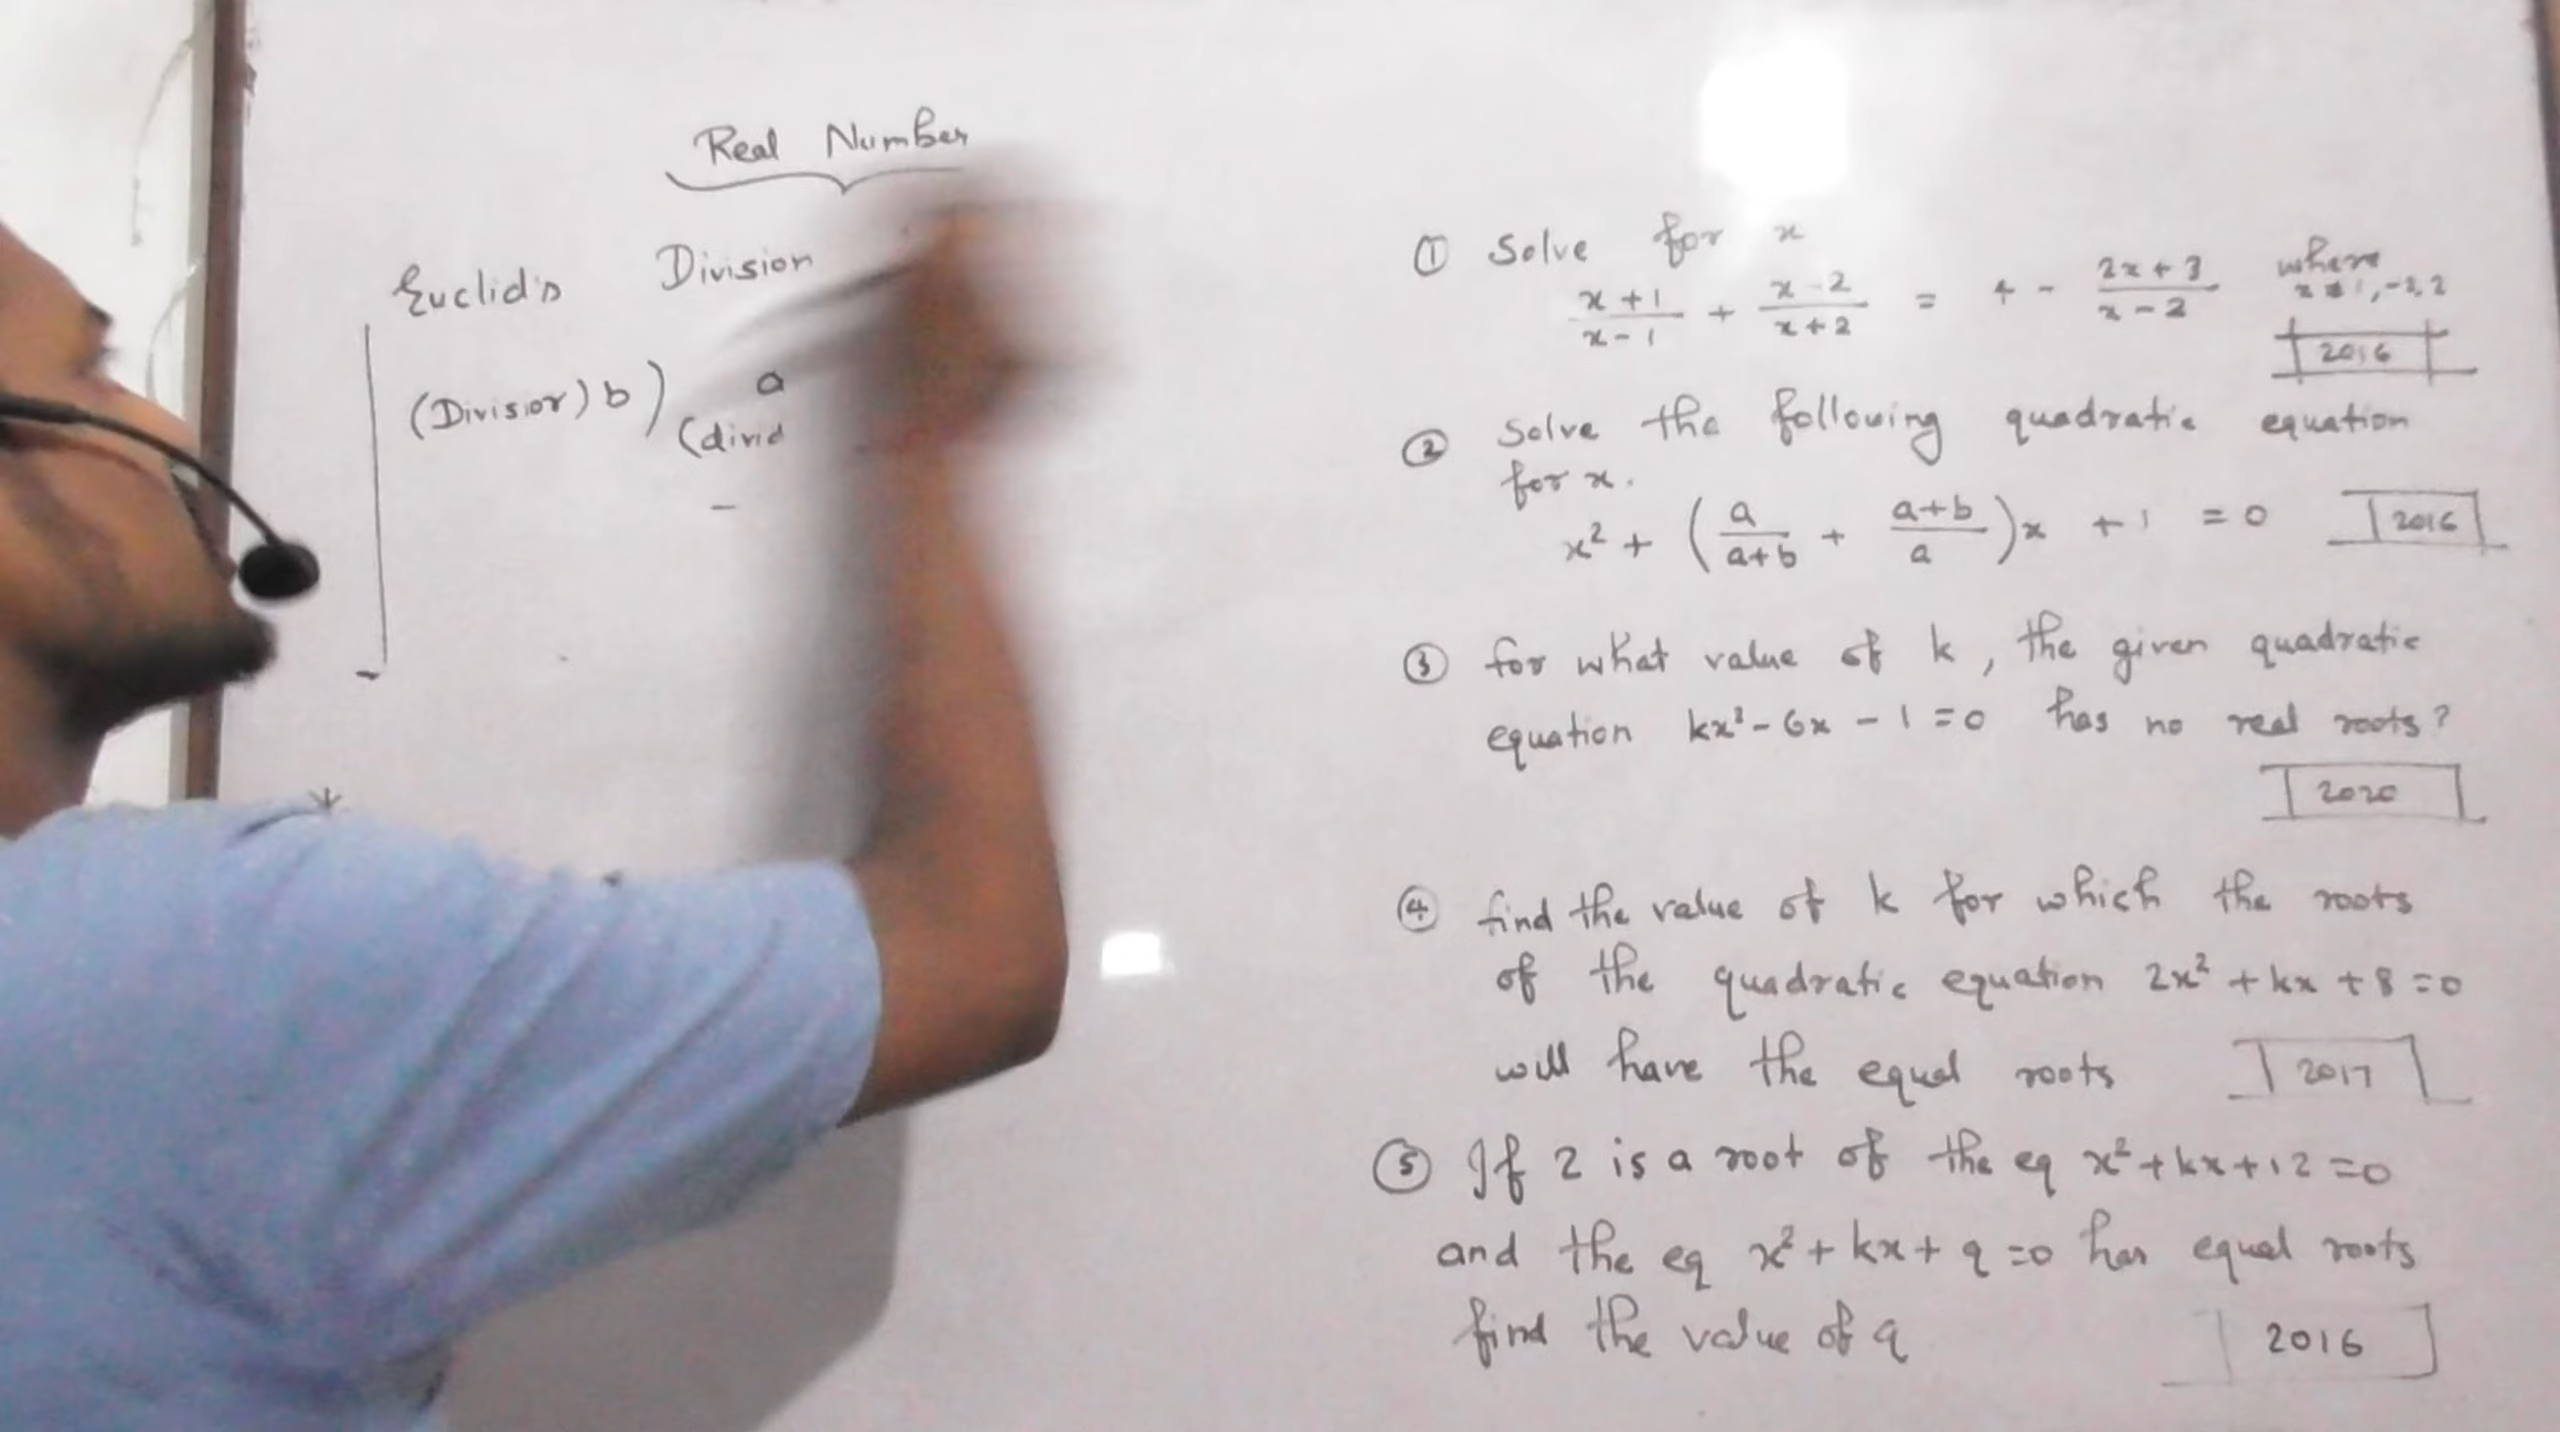 Real Number
Euclid's Division
(Divisior) b) a
(divid
-
① Solve for x
x+1/x-1 + x-2/x+2 = 4 - 2x+3/x-2 where x ≠ 1, -2, 2
2016
② Solve the following quadratic equation
for x.
x² + (a/a+b + a+b/a)x + 1 = 0 2016
③ for what value of k, the given quadratic
equation kx²-6x-1=0 has no real roots?
2020
④ find the value of k for which the roots
of the quadratic equation 2x²+kx+8=0
will have the equal roots 2017
⑤ If 2 is a root of the eq x²+kx+12=0
and the eq x²+kx+q=0 has equal roots
find the value of q 2016